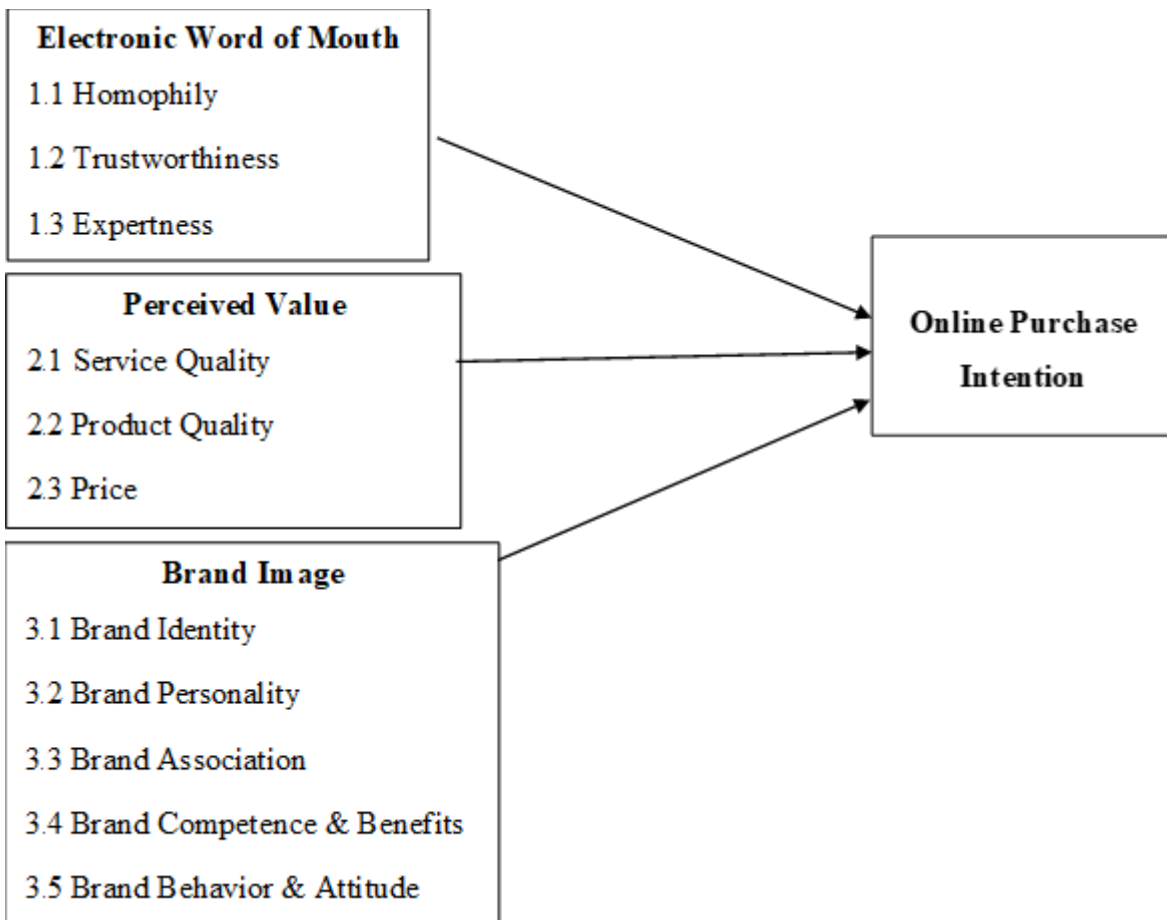 Electronic Word of Mouth
1.1 Homophily
1.2 Trustworthiness
1.3 Expertness
Perceived Value
2.1 Service Quality
2.2 Product Quality
2.3 Price
Brand Image
3.1 Brand Identity
3.2 Brand Personality
3.3 Brand Association
3.4 Brand Competence & Benefits
3.5 Brand Behavior & Attitude
Online Purchase
Intention